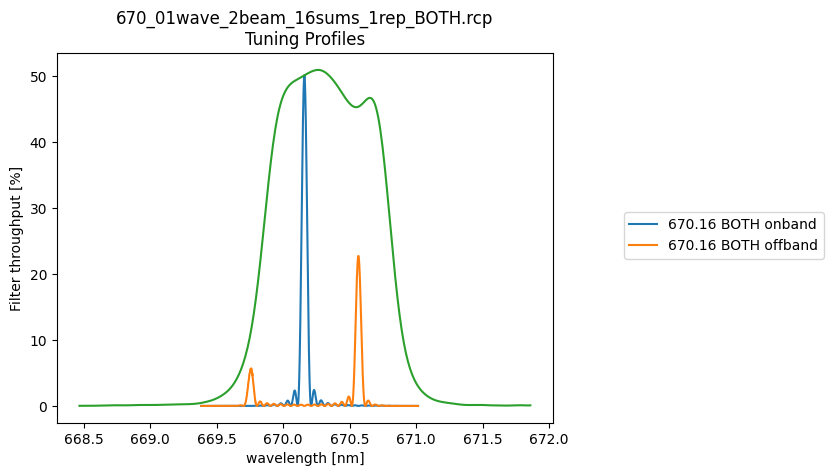 670_01wave_2beam_16sums_1rep_BOTH.rcp
Tuning Profiles
Filter throughput [%]
50
40
30
20
10
0
668.5 669.0 669.5 670.0 670.5 671.0 671.5 672.0
wavelength [nm]
670.16 BOTH onband
670.16 BOTH offband